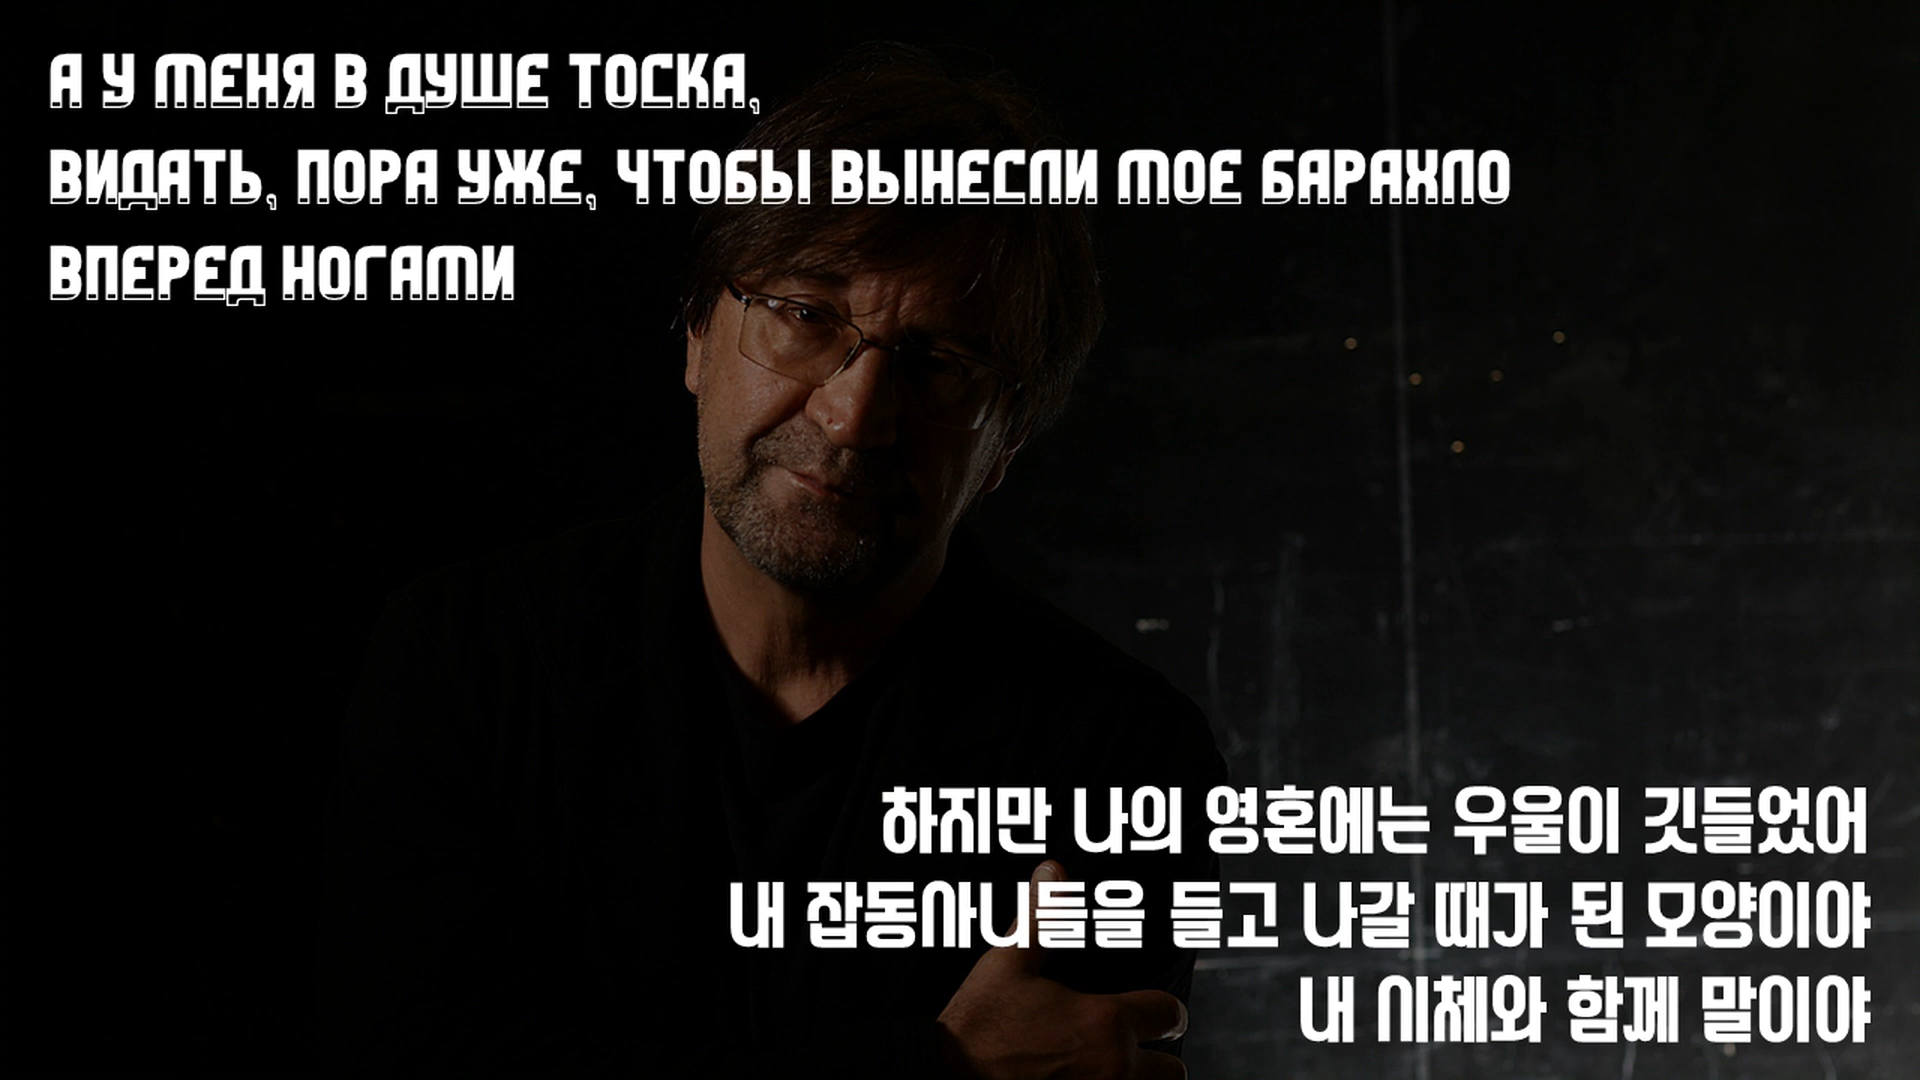 А У МЕНЯ В ДУШЕ ТОСКА,
ВИДАТЬ, ПОРА УЖЕ, ЧТОБЫ ВЫНЕСЛИ МОЕ БАРАХЛО
ВПЕРЕД НОГАМИ
하지만 나의 영혼에는 우울이 깃들었어
내 잡동사니들을 들고 나갈 때가 된 모양이야
내 시체와 함께 말이야